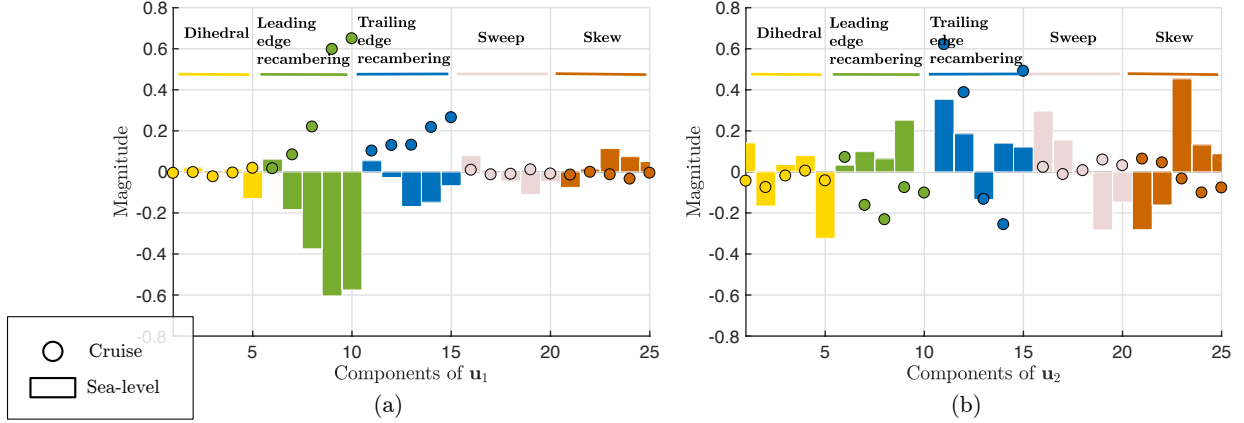 0.8
0.6
0.4
0.2
0
-0.2
-0.4
-0.6
-0.8
Magnitude
Dihedral
Leading
edge
recambering
Trailing
edge
recambering
Sweep
Skew
5
10
15
20
25
Components of u1
(a)
Cruise
Sea-level
0.8
0.6
0.4
0.2
0
-0.2
-0.4
-0.6
-0.8
Magnitude
Dihedral
Leading
edge
recambering
Trailing
edge
recambering
Sweep
Skew
5
10
15
20
25
Components of u2
(b)